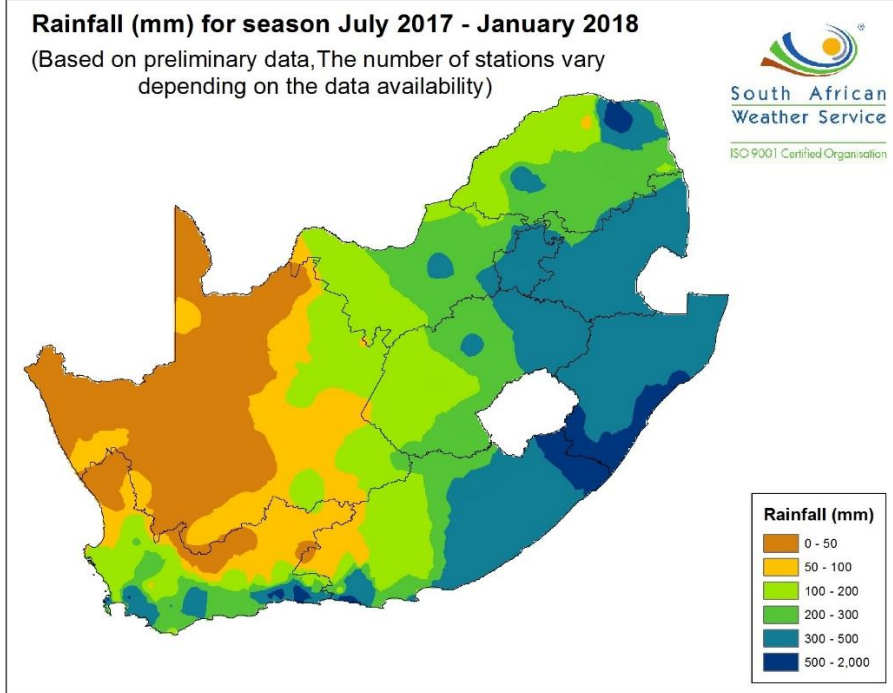 Rainfall (mm) for season July 2017 - January 2018
(Based on preliminary data,The number of stations vary
depending on the data availability)
South African
Weather Service
ISO 9001 Certified Organisation
Rainfall (mm)
0 - 50
50 - 100
100 - 200
200 - 300
300 - 500
500 - 2,000